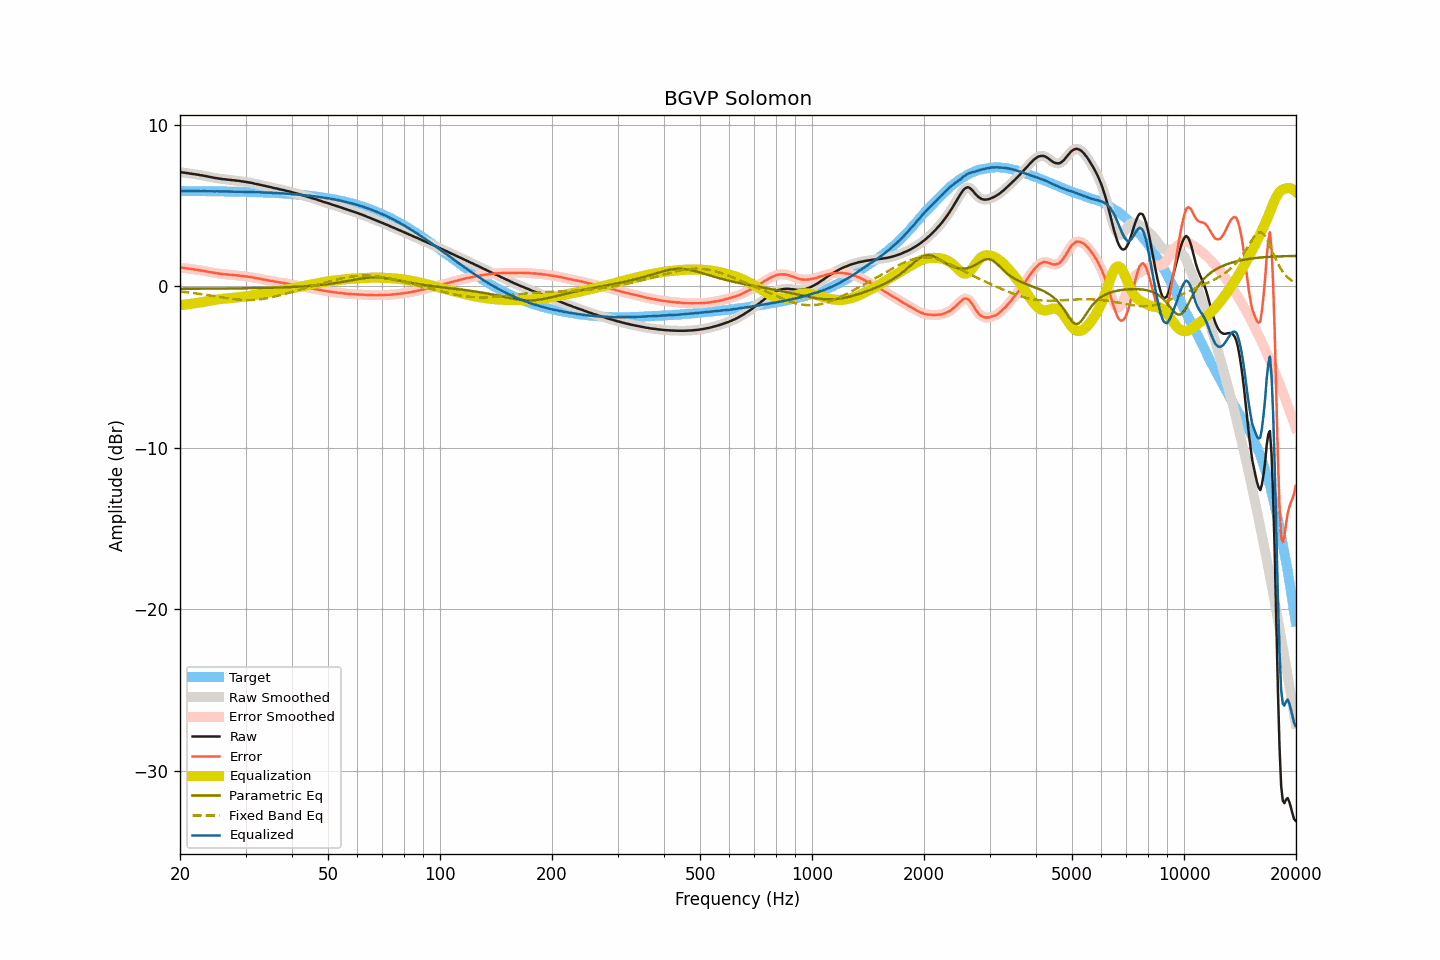 BGVP Solomon
10
0
−10
−20
−30
Amplitude (dBr)
Target
Raw Smoothed
Error Smoothed
Raw
Error
Equalization
Parametric Eq
Fixed Band Eq
Equalized
20 50 100 200 500 1000 2000 5000 10000 20000
Frequency (Hz)